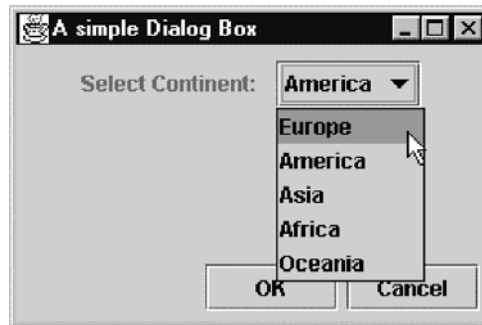 A simple Dialog Box
Select Continent: America
Europe
America
Asia
Africa
Oceania
OK Cancel